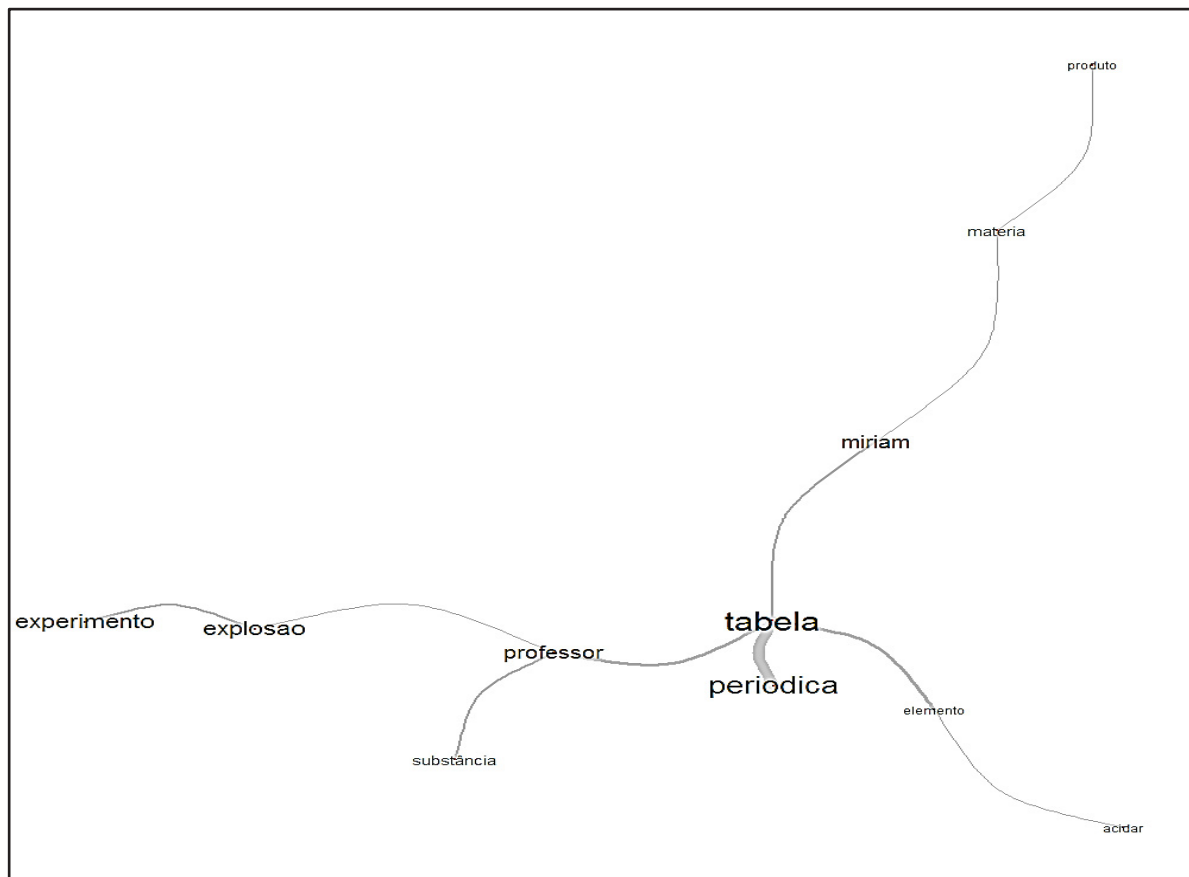 produto
materia
miriam
experimento
explosao
tabela
professor
periodica
elemento
substância
acidar